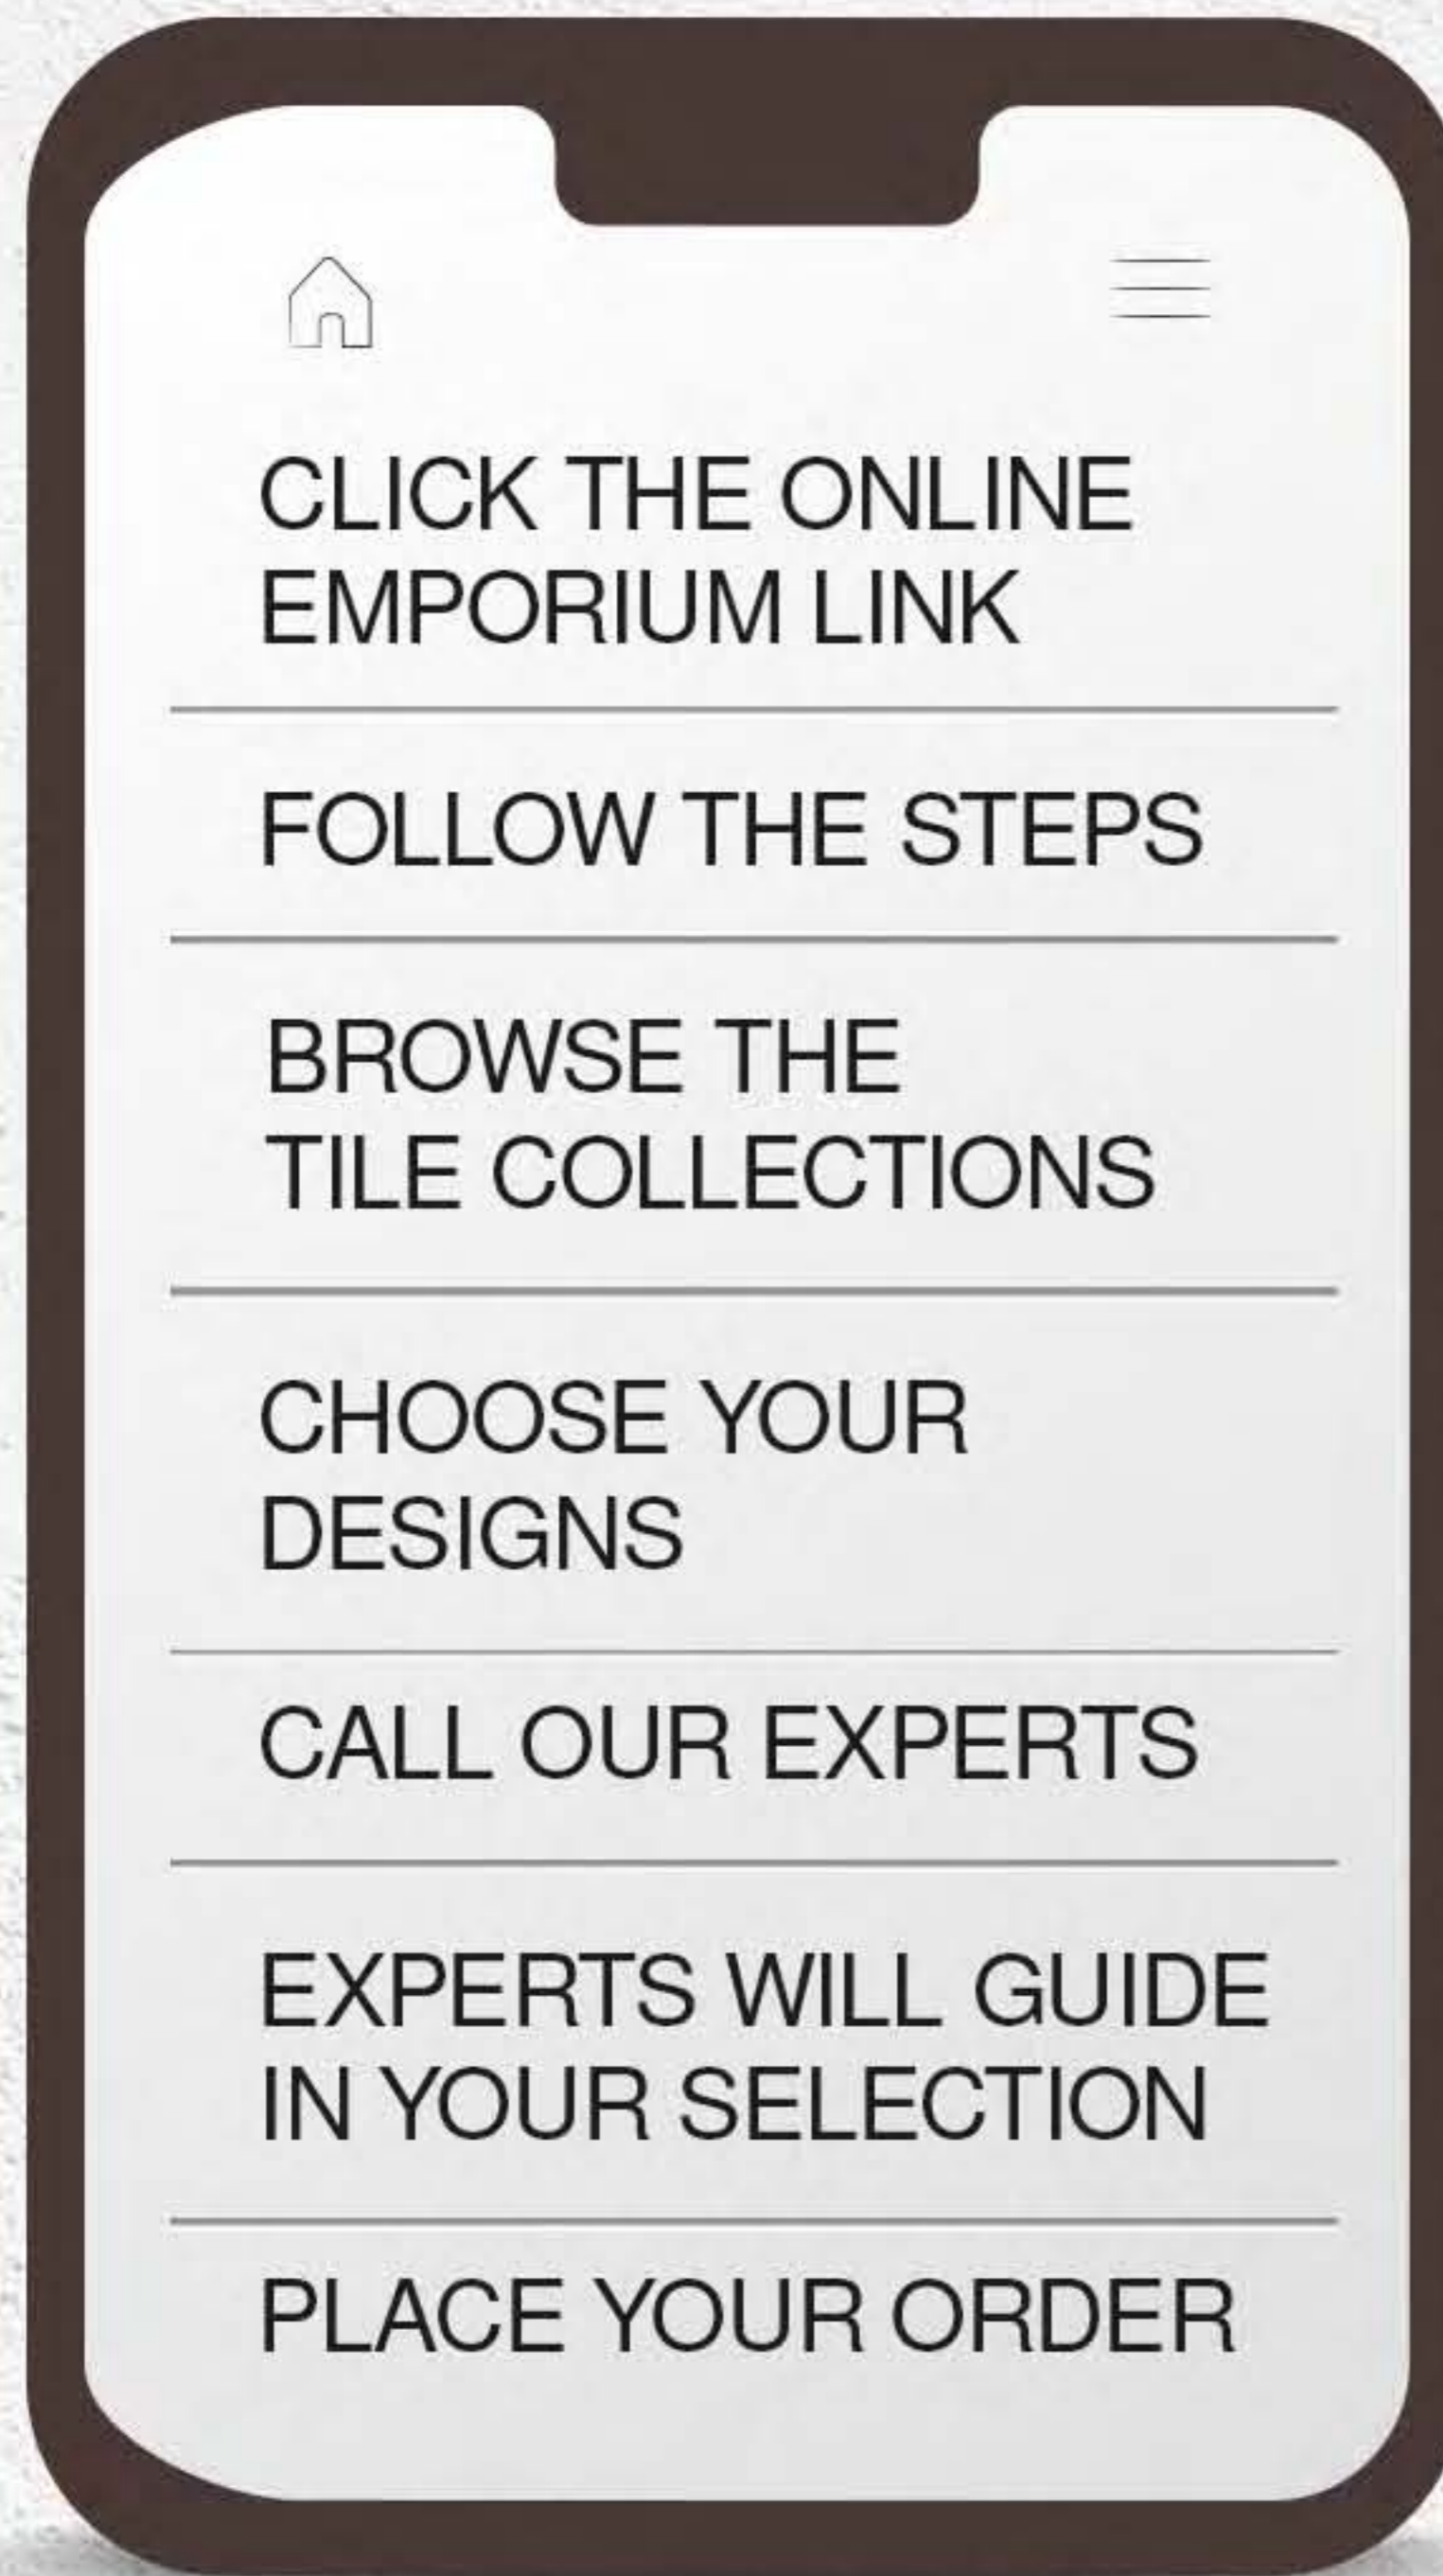 CLICK THE ONLINE
EMPORIUM LINK
FOLLOW THE STEPS
BROWSE THE
TILE COLLECTIONS
CHOOSE YOUR
DESIGNS
CALL OUR EXPERTS
EXPERTS WILL GUIDE
IN YOUR SELECTION
PLACE YOUR ORDER